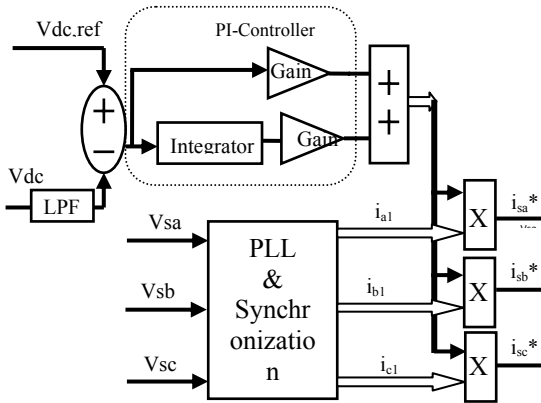 Vdc,ref
PI-Controller
Gain
+
+
+
−
Integrator
Gain
Vdc
LPF
Vsa
Vsb
Vsc
PLL
&
Synchr
onizatio
n
ia1
ib1
ic1
X
X
X
isa*
isb*
isc*